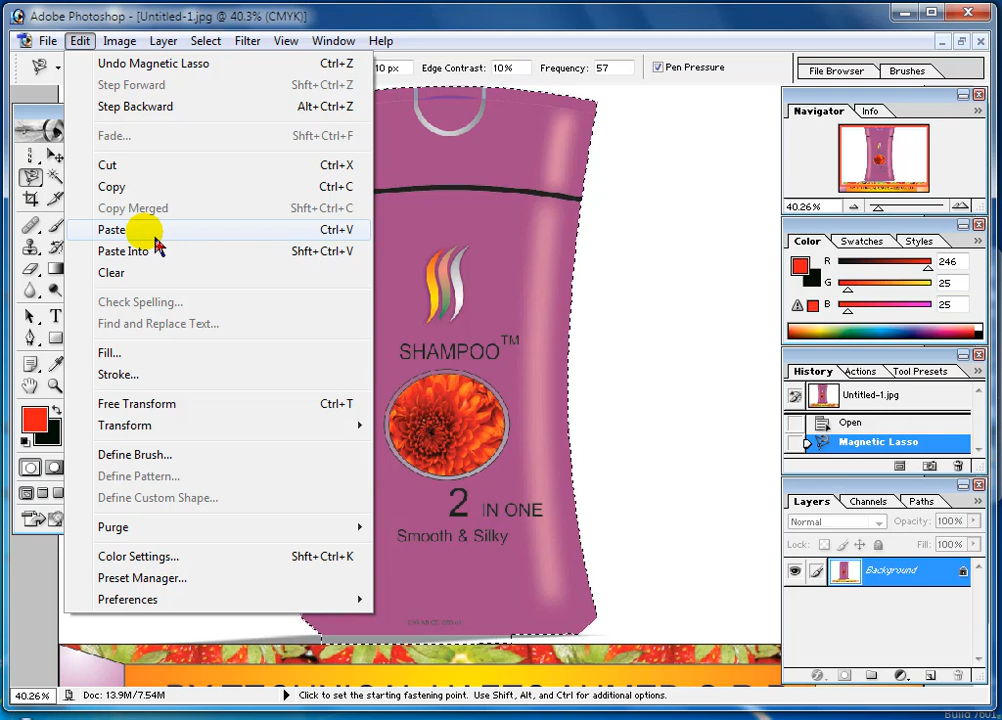 Adobe Photoshop - [Untitled-1.jpg @ 40.3% (CMYK)]
File Edit Image Layer Select Filter View Window Help
10 px Edge Contrast: 10% Frequency: 57 Pen Pressure File Browser Brushes
Undo Magnetic Lasso Ctrl+Z
Step Forward Shft+Ctrl+Z
Step Backward Alt+Ctrl+Z
Fade... Shft+Ctrl+F
Cut Ctrl+X
Copy Ctrl+C
Copy Merged Shft+Ctrl+C
Paste Ctrl+V
Paste Into Shft+Ctrl+V
Clear
Check Spelling...
Find and Replace Text...
Fill...
Stroke...
Free Transform Ctrl+T
Transform
Define Brush...
Define Pattern...
Define Custom Shape...
Purge
Color Settings... Shft+Ctrl+K
Preset Manager...
Preferences
SHAMPOO™
2 IN ONE
Smooth & Silky
Navigator Info
40.26%
Color Swatches Styles
R 246
G 25
B 25
History Actions Tool Presets
Untitled-1.jpg
Open
Magnetic Lasso
Layers Channels Paths
Normal Opacity: 100%
Lock: Fill: 100%
Background
40.26% Doc: 13.9M/7.54M Click to set the starting fastening point. Use Shift, Alt, and Ctrl for additional options.
Build 7601